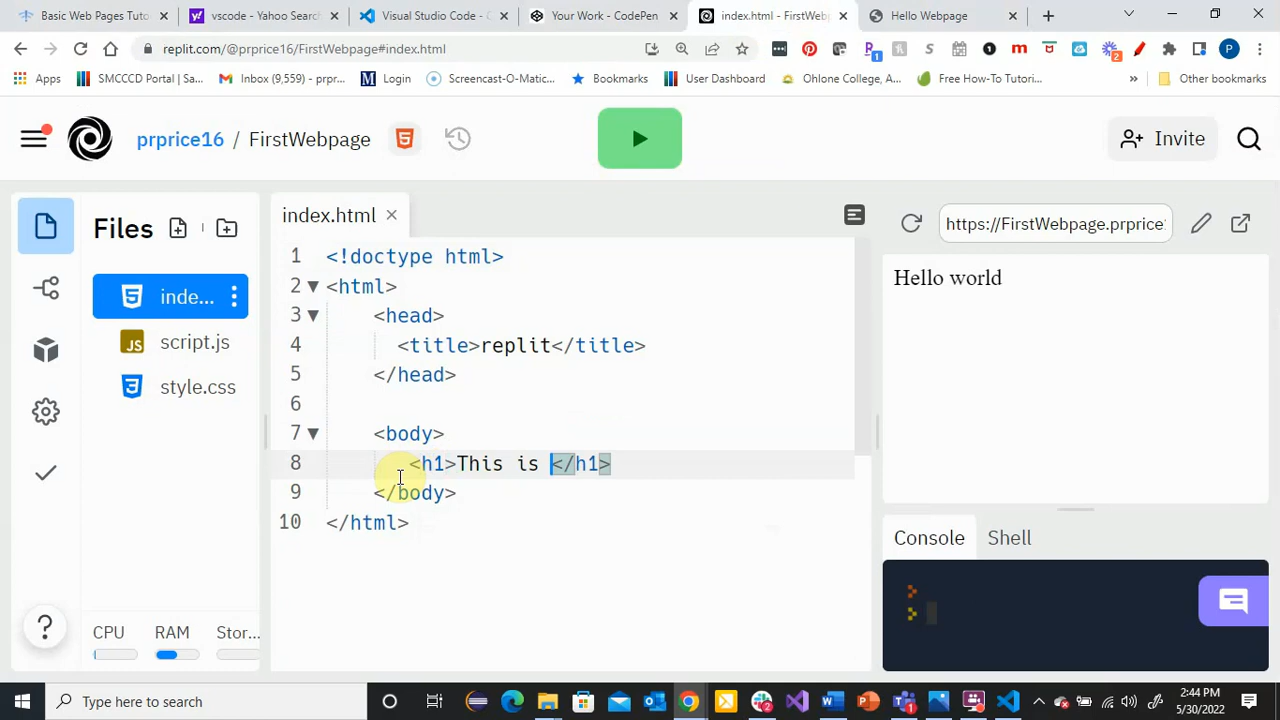 Basic Web Pages Tuto
vscode - Yahoo Searc
Visual Studio Code - C
Your Work - CodePen
index.html - FirstWebp
Hello Webpage
replit.com/@prprice16/FirstWebpage#index.html
Apps
SMCCCD Portal | Sa...
Inbox (9,559) - prpr...
Login
Screencast-O-Matic...
Bookmarks
User Dashboard
Ohlone College, A...
Free How-To Tutori...
»
Other bookmarks
prprice16 / FirstWebpage
Invite
Files
inde...
script.js
style.css
CPU
RAM
Stor...
index.html
1 <!doctype html>
2 <html>
3 <head>
4 <title>replit</title>
5 </head>
6
7 <body>
8 <h1>This is </h1>
9 </body>
10 </html>
https://FirstWebpage.prprice
Hello world
Console
Shell
Type here to search
2:44 PM
5/30/2022